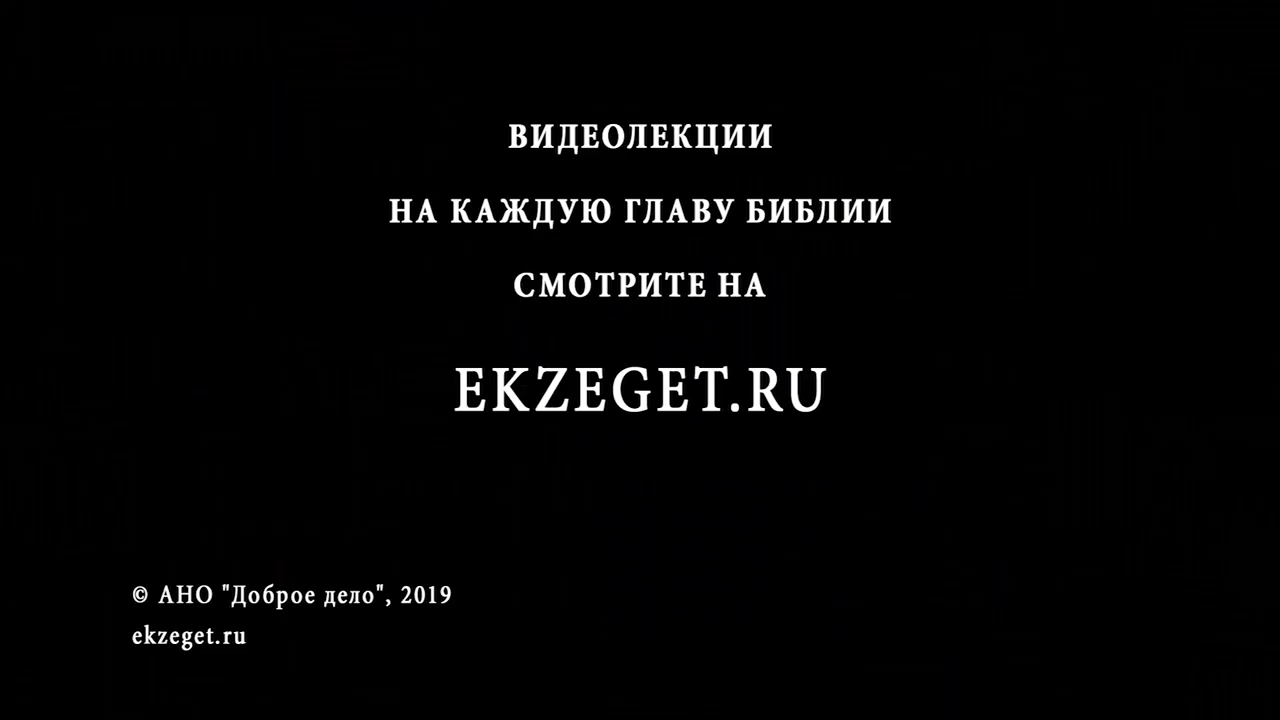 ВИДЕОЛЕКЦИИ
НА КАЖДУЮ ГЛАВУ БИБЛИИ
СМОТРИТЕ НА
EKZEGET.RU
© АНО "Доброе дело", 2019
ekzeget.ru